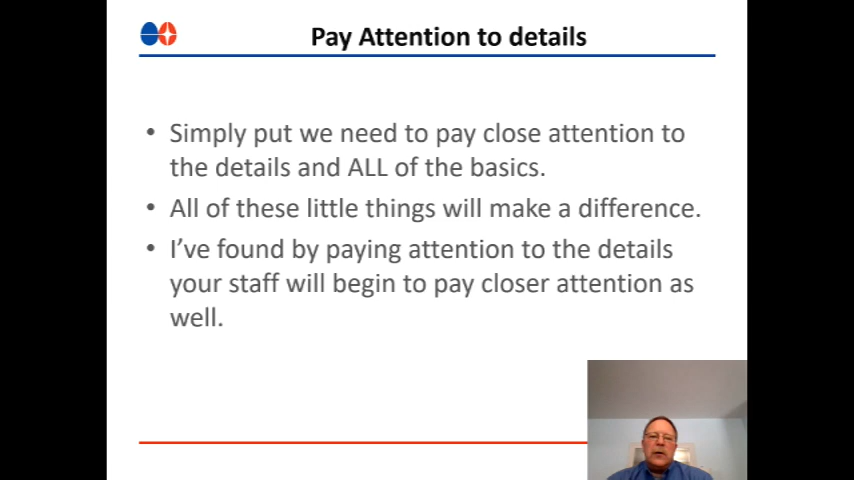 Pay Attention to details
• Simply put we need to pay close attention to
the details and ALL of the basics.
• All of these little things will make a difference.
• I've found by paying attention to the details
your staff will begin to pay closer attention as
well.